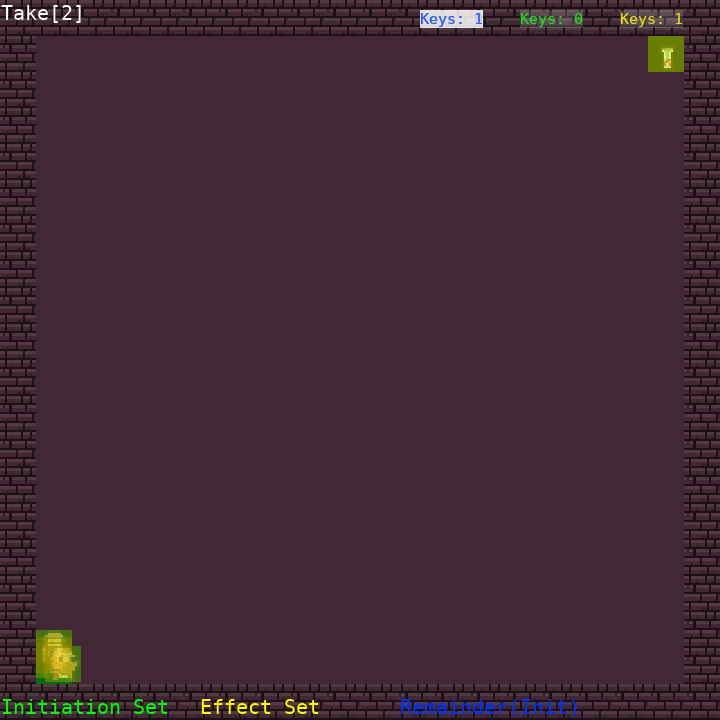 Take[2]
Keys: 1 Keys: 0 Keys: 1
Initiation Set Effect Set Remainder(Init)